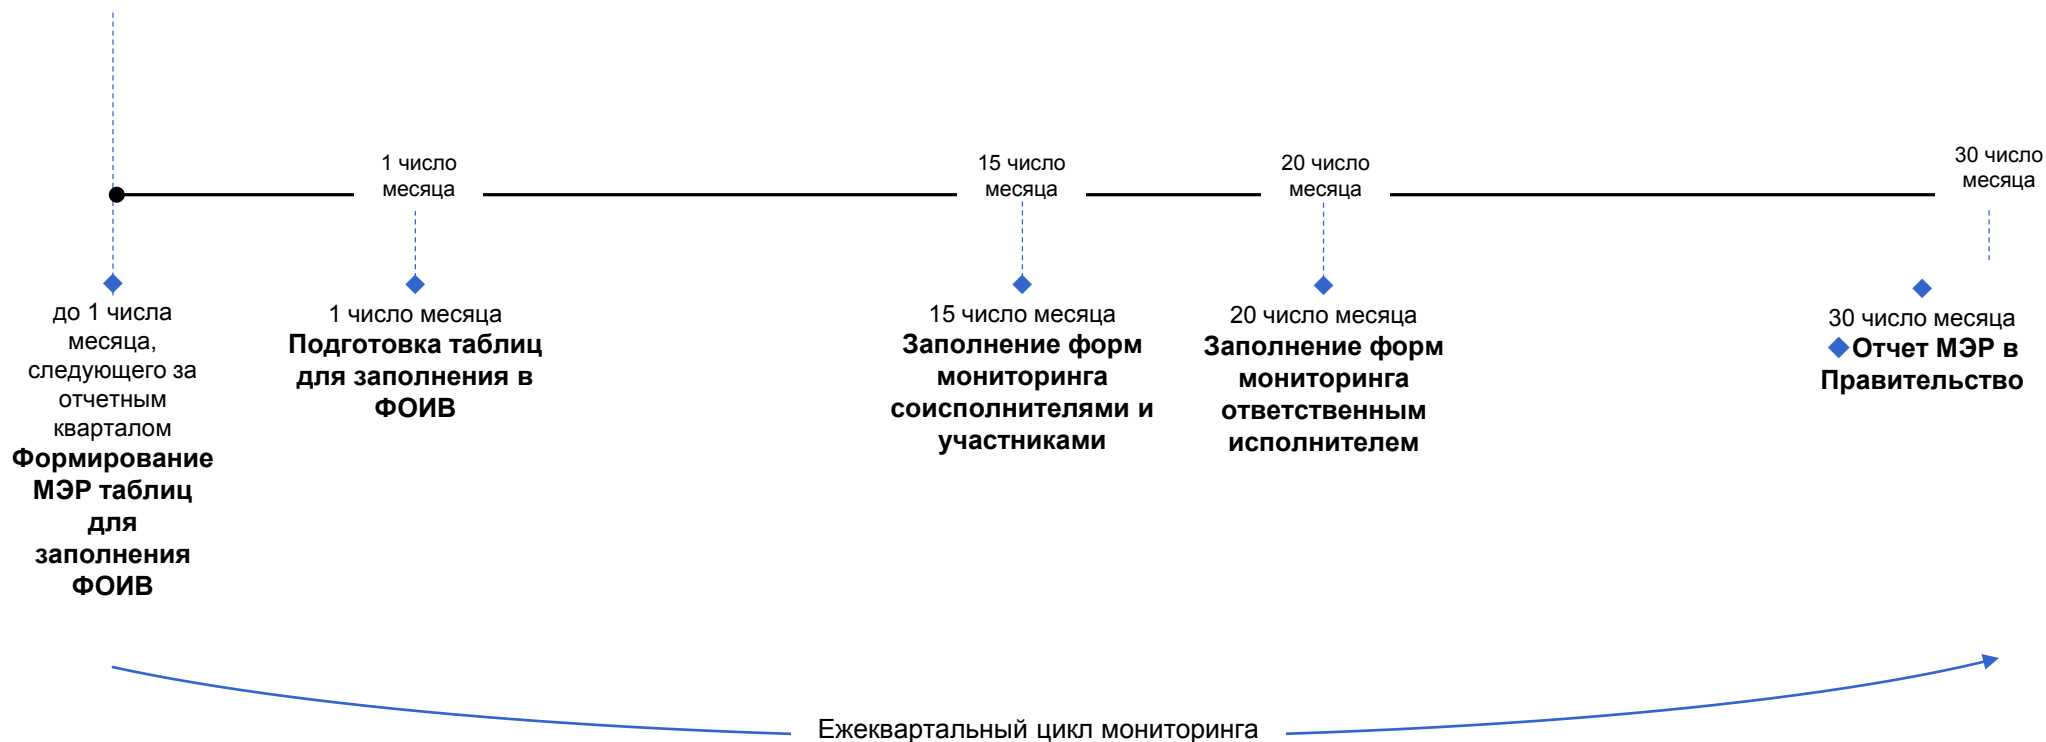 1 число
месяца
15 число
месяца
20 число
месяца
30 число
месяца
до 1 числа
месяца,
следующего за
отчетным
кварталом
Формирование
МЭР таблиц
для
заполнения
ФОИВ
1 число месяца
Подготовка таблиц
для заполнения в
ФОИВ
15 число месяца
Заполнение форм
мониторинга
соисполнителями и
участниками
20 число месяца
Заполнение форм
мониторинга
ответственным
исполнителем
30 число месяца
Отчет МЭР в
Правительство
Ежеквартальный цикл мониторинга